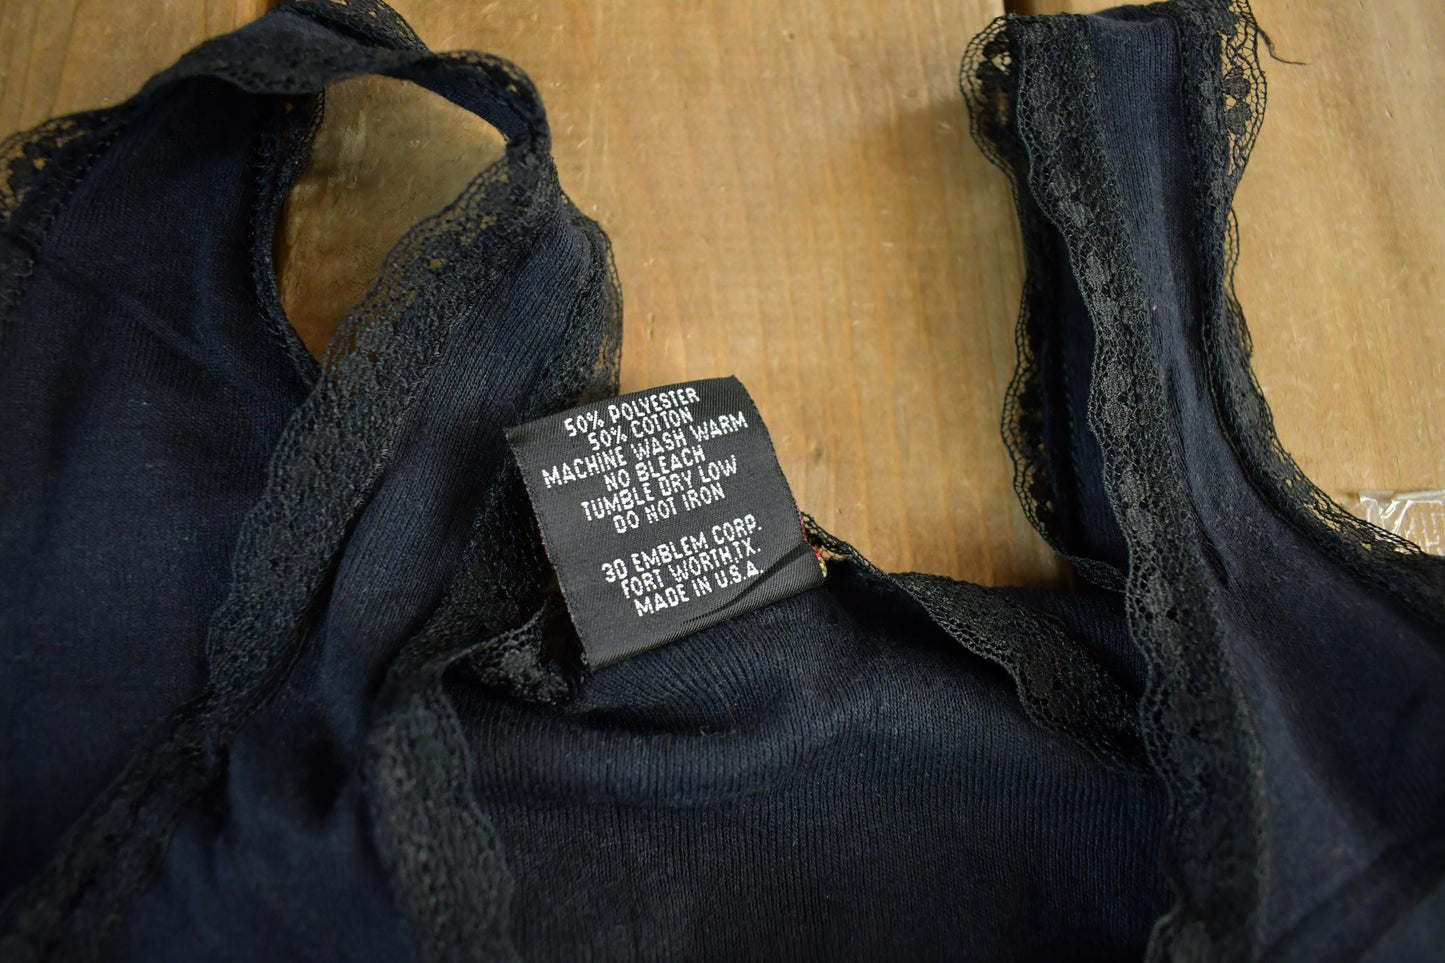 50% POLYESTER
50% COTTON
MACHINE WASH WARM
NO BLEACH
TUMBLE DRY LOW
DO NOT IRON
3D EMBLEM CORP.
FORT WORTH,TX.
MADE IN U.S.A.